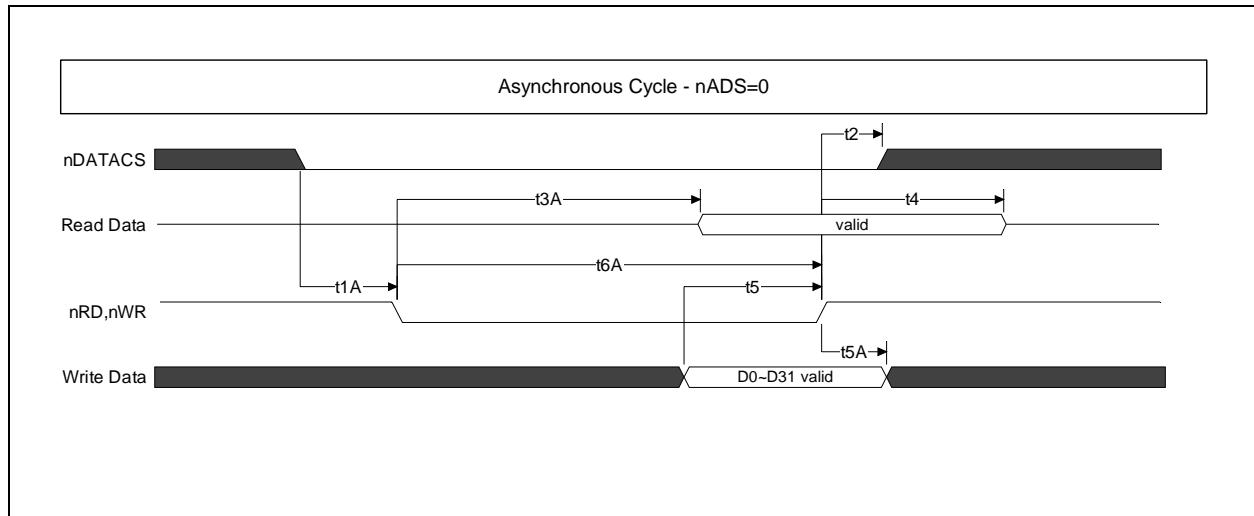 Asynchronous Cycle - nADS=0
t2
nDATACS
t3A
t4
Read Data
valid
t6A
t1A
t5
nRD,nWR
t5A
Write Data
D0~D31 valid